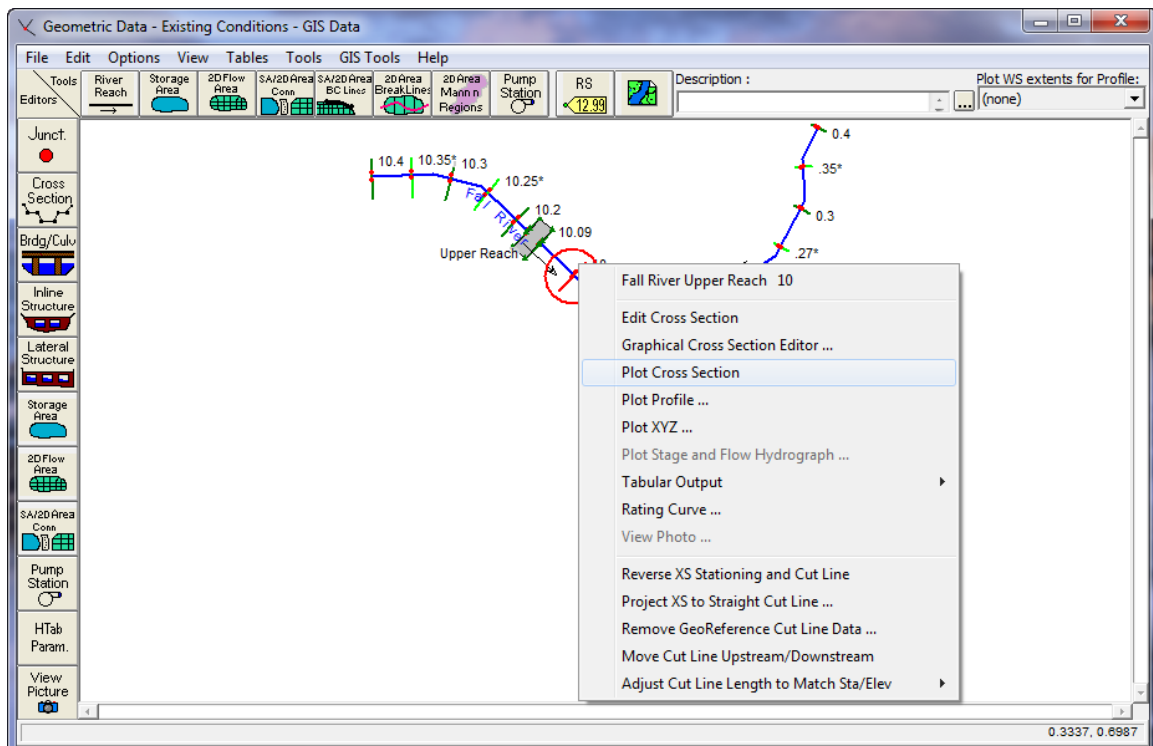 Geometric Data - Existing Conditions - GIS Data
File Edit Options View Tables Tools GIS Tools Help
Tools
Editors
River
Reach
Storage
Area
2D Flow
Area
SA/2D Area
Conn
SA/2D Area
BC Lines
2D Area
BreakLines
2D Area
Mann n
Regions
Pump
Station
RS
12.99
Description :
...
Plot WS extents for Profile:
(none)
Junct.
Cross
Section
Brdg/Culv
Inline
Structure
Lateral
Structure
Storage
Area
2D Flow
Area
SA/2D Area
Conn
Pump
Station
HTab
Param.
View
Picture
10.4
10.35*
10.3
10.25*
10.2
10.09
Fall River
Upper Reach
0.4
.35*
0.3
.27*
Fall River Upper Reach 10
Edit Cross Section
Graphical Cross Section Editor ...
Plot Cross Section
Plot Profile ...
Plot XYZ ...
Plot Stage and Flow Hydrograph ...
Tabular Output
Rating Curve ...
View Photo ...
Reverse XS Stationing and Cut Line
Project XS to Straight Cut Line ...
Remove GeoReference Cut Line Data ...
Move Cut Line Upstream/Downstream
Adjust Cut Line Length to Match Sta/Elev
0.3337, 0.6987